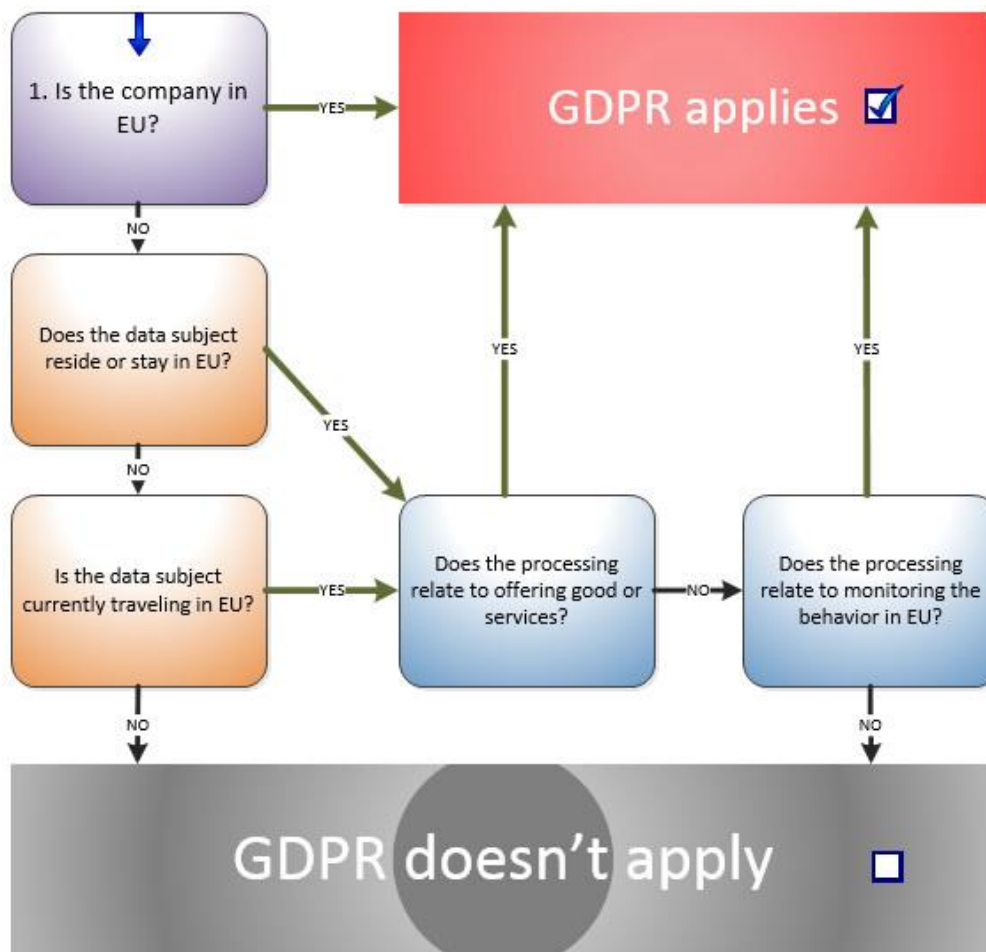 1. Is the company in
EU?
YES
GDPR applies
NO
Does the data subject
reside or stay in EU?
YES
YES
YES
NO
Is the data subject
currently traveling in EU?
YES
Does the processing
relate to offering good or
services?
NO
Does the processing
relate to monitoring the
behavior in EU?
NO
NO
GDPR doesn’t apply